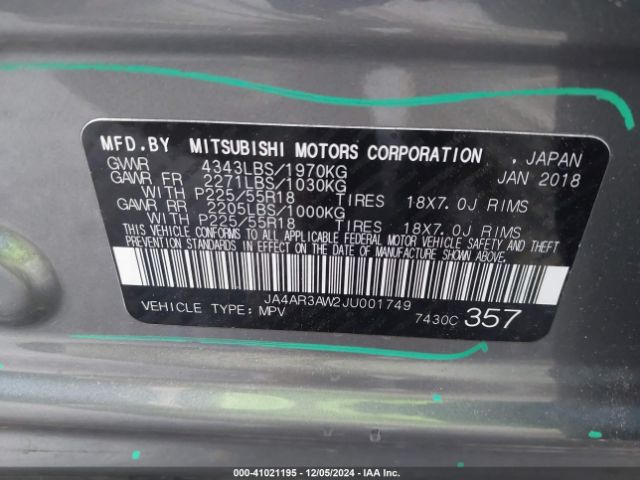 MFD.BY MITSUBISHI MOTORS CORPORATION , JAPAN
GVWR 4343LBS/1970KG JAN 2018
GAWR FR 2271LBS/1030KG
WITH P225/55R18 TIRES 18X7.0J RIMS
GAWR RR 2205LBS/1000KG
WITH P225/55R18 TIRES 18X7.0J RIMS
THIS VEHICLE CONFORMS TO ALL APPLICABLE FEDERAL MOTOR VEHICLE SAFETY AND THEFT
PREVENTION STANDARDS IN EFFECT ON THE DATE OF MANUFACTURE SHOWN ABOVE.
JA4AR3AW2JU001749
VEHICLE TYPE: MPV 7430C 357
000-41021195 - 12/05/2024 - IAA Inc.